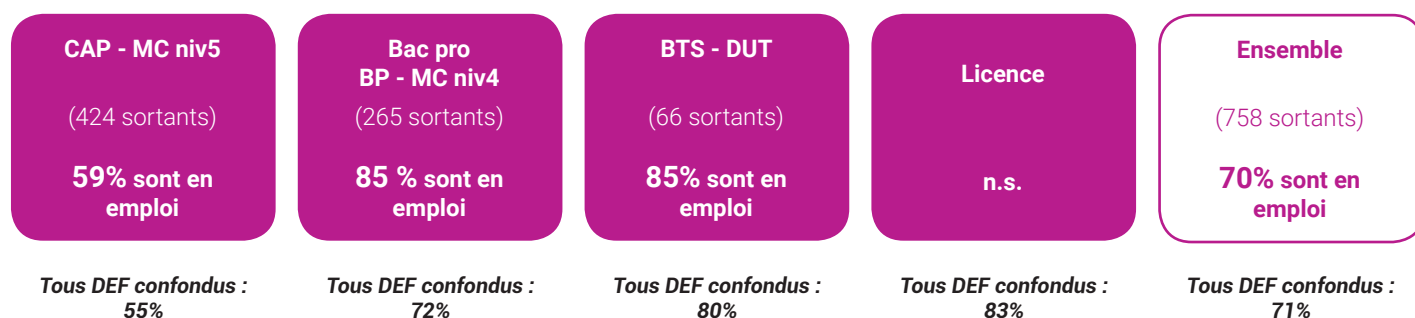 CAP - MC niv5
(424 sortants)
59% sont en
emploi
Tous DEF confondus :
55%
Bac pro
BP - MC niv4
(265 sortants)
85 % sont en
emploi
Tous DEF confondus :
72%
BTS - DUT
(66 sortants)
85% sont en
emploi
Tous DEF confondus :
80%
Licence
n.s.
Tous DEF confondus :
83%
Ensemble
(758 sortants)
70% sont en
emploi
Tous DEF confondus :
71%